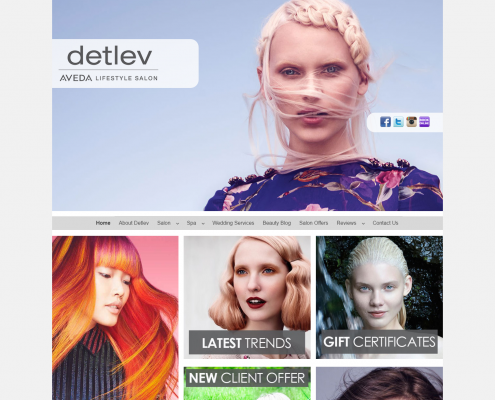 detlev
AVEDA LIFESTYLE SALON
Home About Detlev Salon Spa Wedding Services Beauty Blog Salon Offers Reviews Contact Us
LATEST TRENDS
GIFT CERTIFICATES
NEW CLIENT OFFER